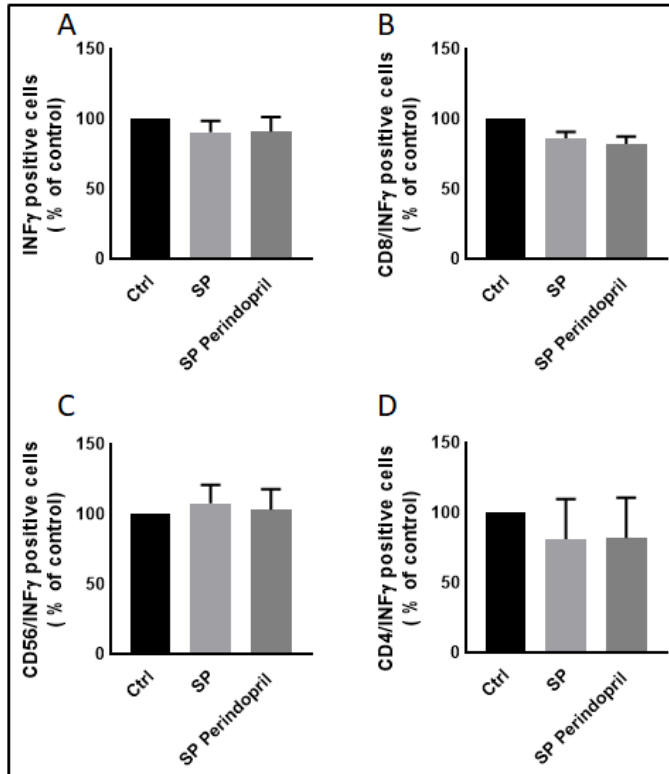 A
INFγ positive cells
( % of control)
150
100
50
0
Ctrl
SP
SP Perindopril
B
CD8/INFγ positive cells
( % of control)
150
100
50
0
Ctrl
SP
SP Perindopril
C
CD56/INFγ positive cells
( % of control)
150
100
50
0
Ctrl
SP
SP Perindopril
D
CD4/INFγ positive cells
( % of control)
150
100
50
0
Ctrl
SP
SP Perindopril